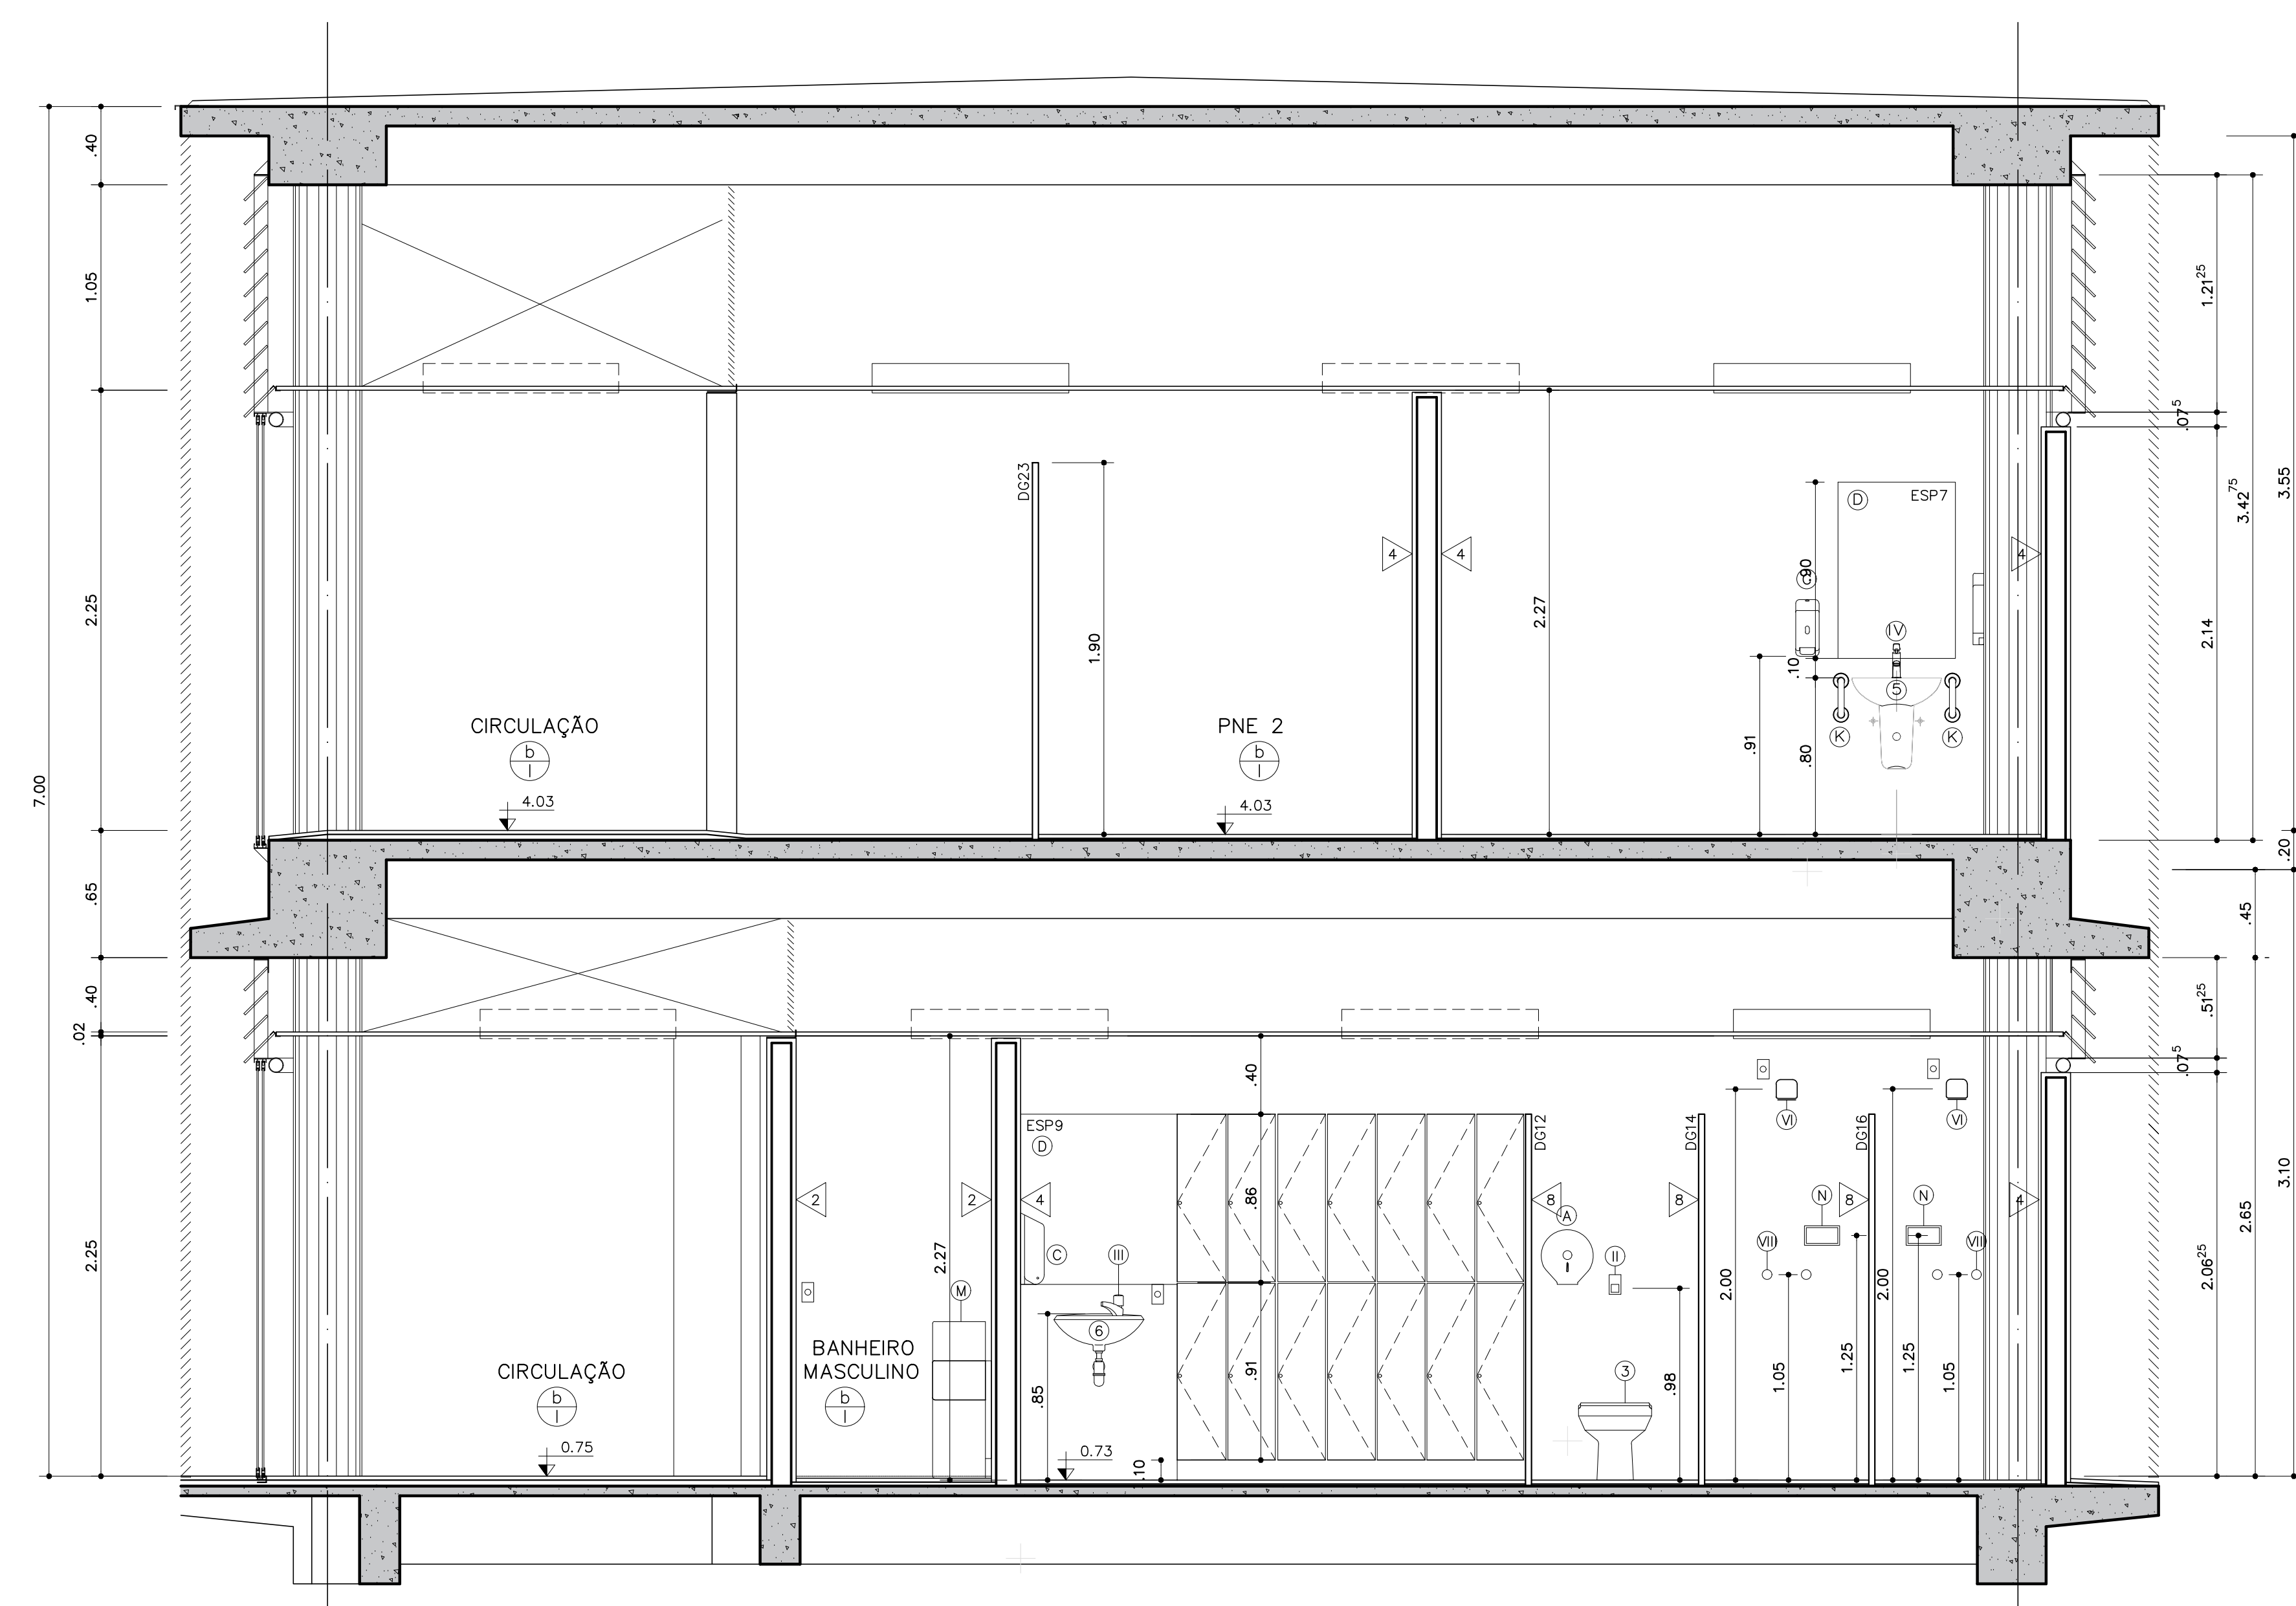 .40
1.05
2.25
.65
.40
.02
2.25
7.00
DG23
1.90
4
4
2.27
D
ESP7
.90
G
IV
.10
5
K
K
.91
.80
4
CIRCULAÇÃO
b
I
4.03
PNE 2
b
I
4.03
1.21²⁵
.07⁵
2.14
3.42⁷⁵
3.55
.20
.45
.51²⁵
.07⁵
2.06²⁵
2.65
3.10
CIRCULAÇÃO
b
I
0.75
2
2
2.27
M
BANHEIRO
MASCULINO
b
I
ESP9
D
4
C
III
6
.85
0.73
.10
.40
.86
.91
DG12
8
A
II
3
.98
DG14
8
VI
2.00
N
VII
1.05
1.25
DG16
8
VI
2.00
N
VII
1.25
1.05
4